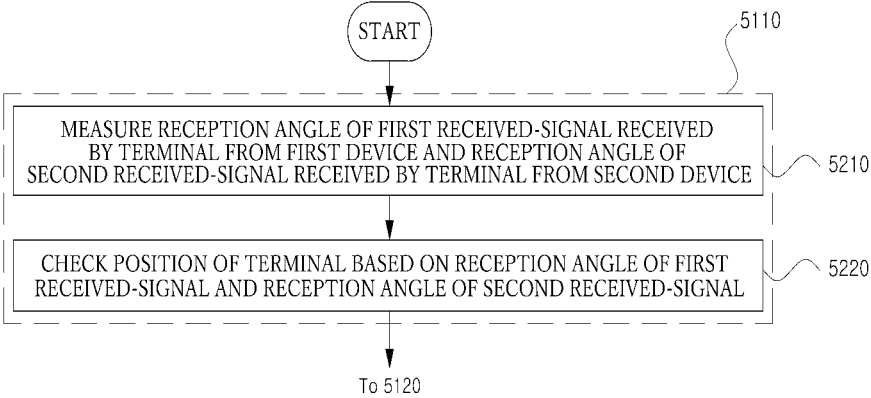 START
5110
MEASURE RECEPTION ANGLE OF FIRST RECEIVED-SIGNAL RECEIVED
BY TERMINAL FROM FIRST DEVICE AND RECEPTION ANGLE OF
SECOND RECEIVED-SIGNAL RECEIVED BY TERMINAL FROM SECOND DEVICE
5210
CHECK POSITION OF TERMINAL BASED ON RECEPTION ANGLE OF FIRST
RECEIVED-SIGNAL AND RECEPTION ANGLE OF SECOND RECEIVED-SIGNAL
5220
To 5120